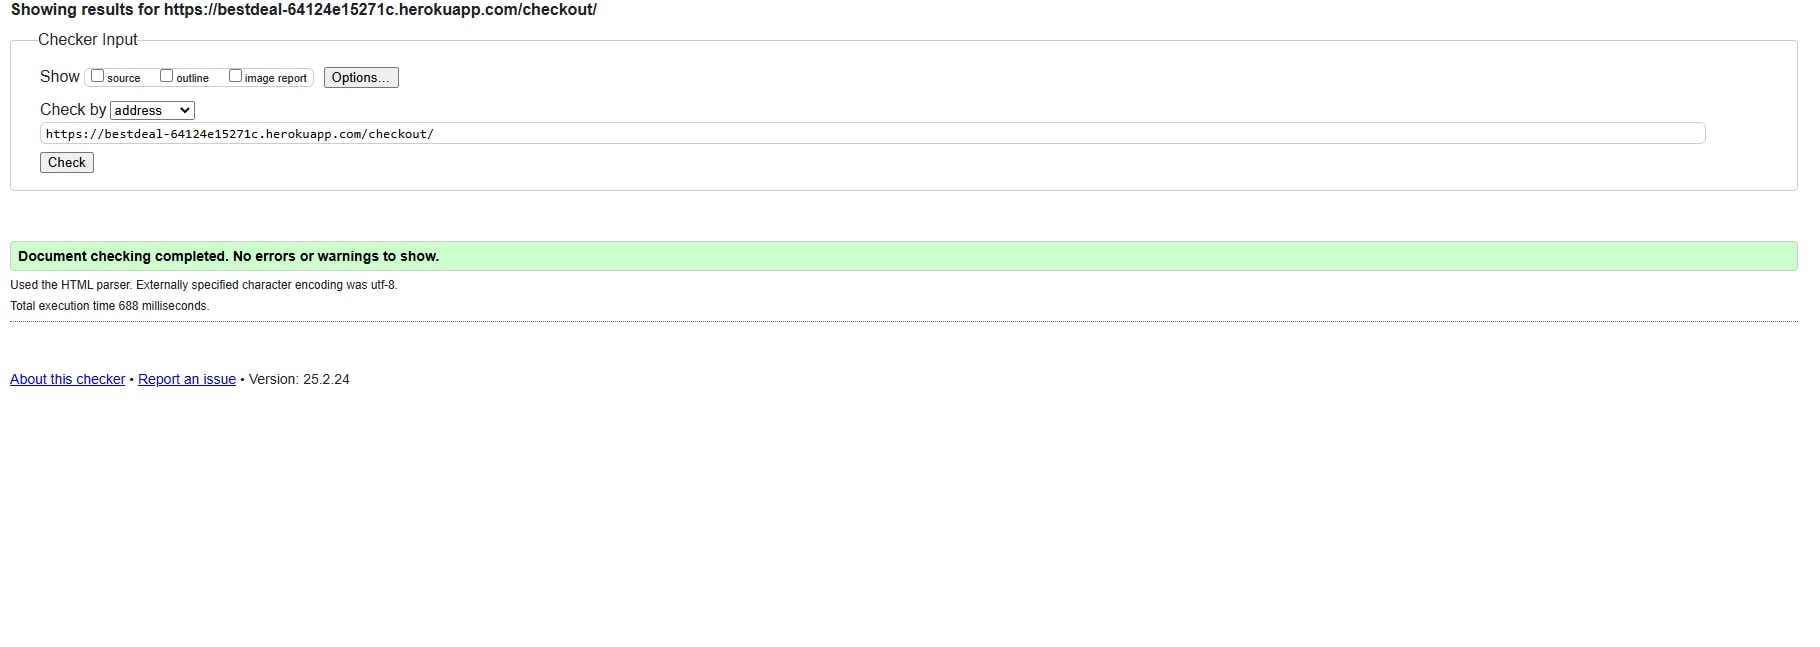 Showing results for https://bestdeal-64124e15271c.herokuapp.com/checkout/
Checker Input
Show source outline image report Options...
Check by address
https://bestdeal-64124e15271c.herokuapp.com/checkout/
Check
Document checking completed. No errors or warnings to show.
Used the HTML parser. Externally specified character encoding was utf-8.
Total execution time 688 milliseconds.
About this checker • Report an issue • Version: 25.2.24